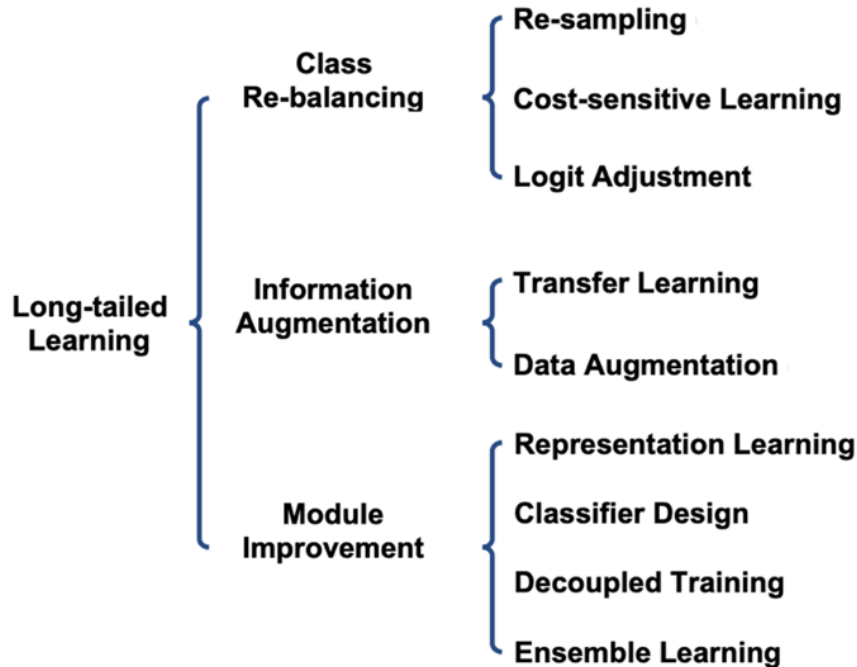 Long-tailed
Learning
Class
Re-balancing
Re-sampling
Cost-sensitive Learning
Logit Adjustment
Information
Augmentation
Transfer Learning
Data Augmentation
Module
Improvement
Representation Learning
Classifier Design
Decoupled Training
Ensemble Learning